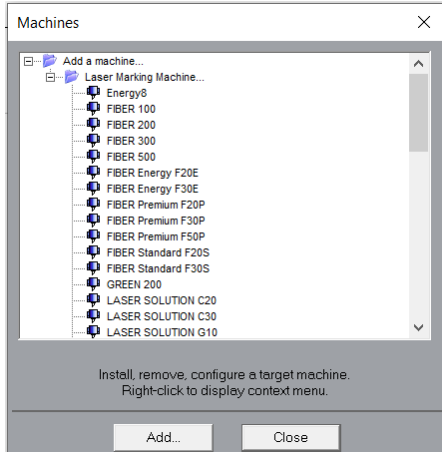 Machines
Add a machine...
Laser Marking Machine...
Energy8
FIBER 100
FIBER 200
FIBER 300
FIBER 500
FIBER Energy F20E
FIBER Energy F30E
FIBER Premium F20P
FIBER Premium F30P
FIBER Premium F50P
FIBER Standard F20S
FIBER Standard F30S
GREEN 200
LASER SOLUTION C20
LASER SOLUTION C30
LASER SOLUTION G10
Install, remove, configure a target machine.
Right-click to display context menu.
Add...
Close